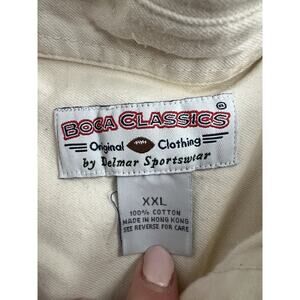 BOCA CLASSICS®
Original Clothing
by Delmar Sportswear
XXL
100% COTTON
MADE IN HONG KONG
SEE REVERSE FOR CARE